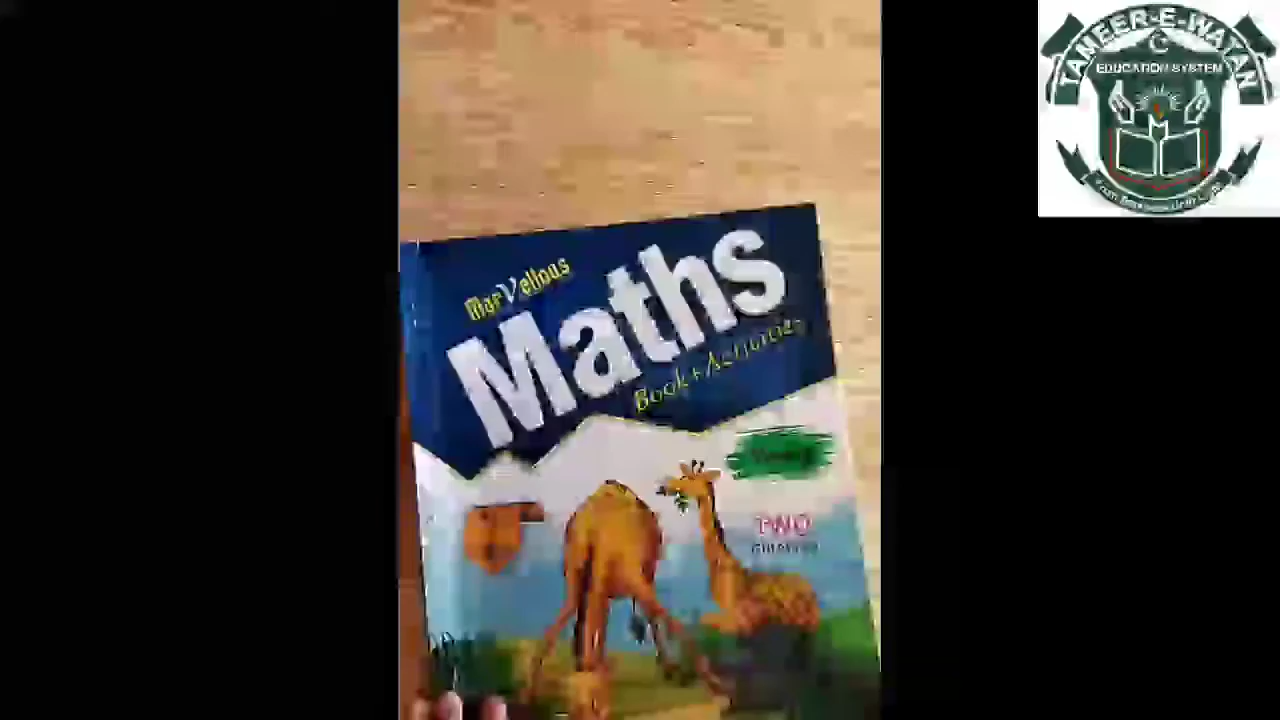 TAMEER-E-WATAN
EDUCATION SYSTEM
MarVellous
Maths
Book+Activities
TWO